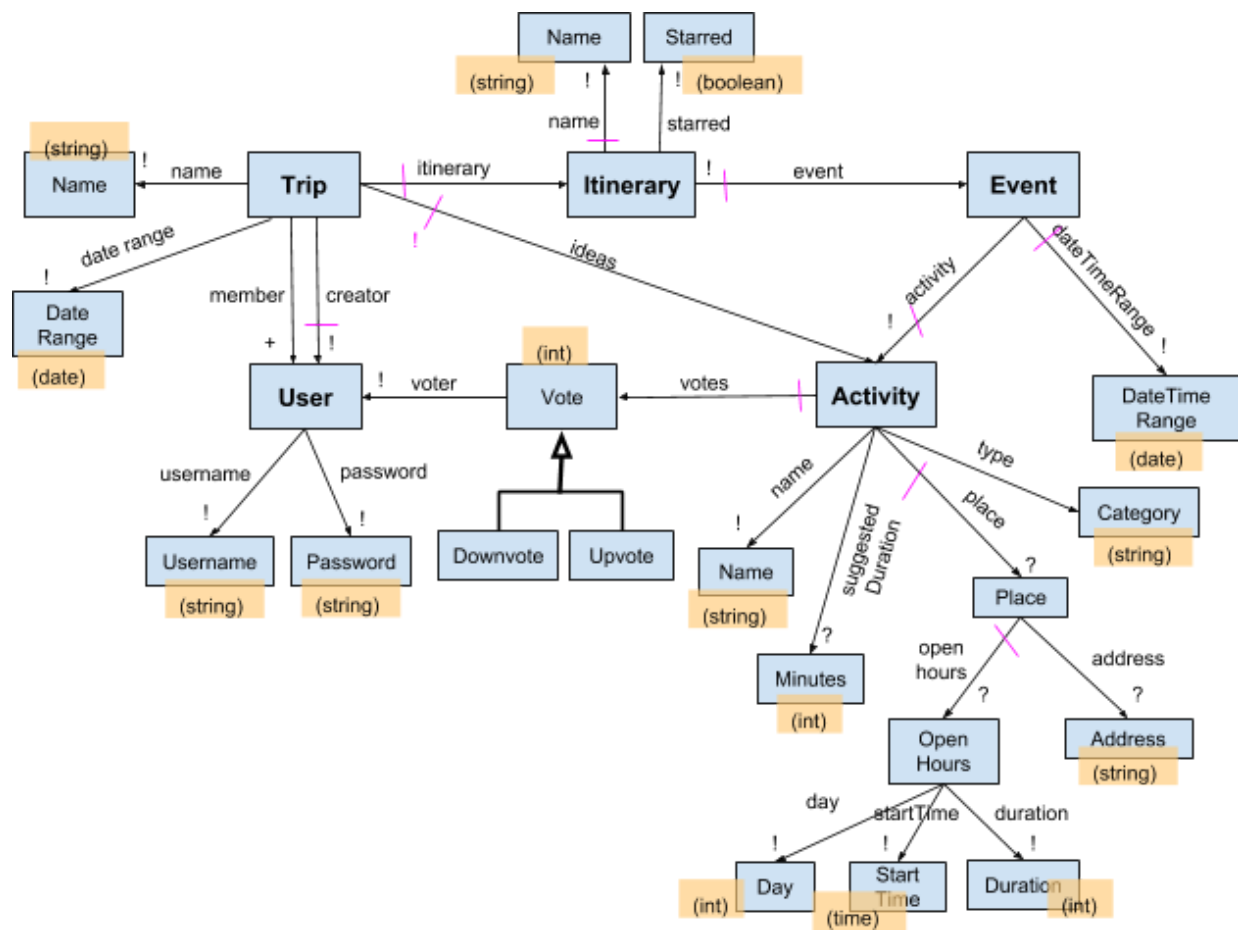 Name
Starred
(string)
!
!
(boolean)
name
starred
(string)
Name
!
name
Trip
itinerary
Itinerary
!
event
Event
!
ideas
date range
!
Date
Range
(date)
member
creator
+
!
activity
!
dateTimeRange
!
(int)
User
!
voter
Vote
votes
Activity
DateTime
Range
(date)
username
password
!
!
Username
(string)
Password
(string)
Downvote
Upvote
name
!
Name
(string)
suggested
Duration
?
Minutes
(int)
place
?
Place
type
Category
(string)
open
hours
?
address
?
Open
Hours
Address
(string)
day
startTime
duration
!
!
!
Day
(int)
Start
Time
(time)
Duration
(int)